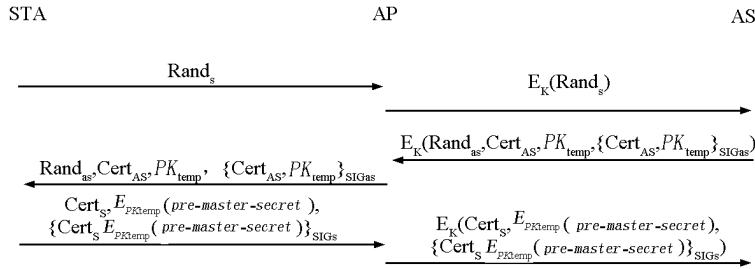 STA AP AS
Rand_s
E_K(Rand_s)
E_K(Rand_as,Cert_AS,PK_temp,{Cert_AS,PK_temp}_SIGas)
Rand_as,Cert_AS,PK_temp, {Cert_AS,PK_temp}_SIGas
Cert_S,E_PKtemp(pre-master-secret),
{Cert_S E_PKtemp(pre-master-secret)}_SIGs
E_K(Cert_S,E_PKtemp(pre-master-secret),
{Cert_S E_PKtemp(pre-master-secret)}_SIGs)